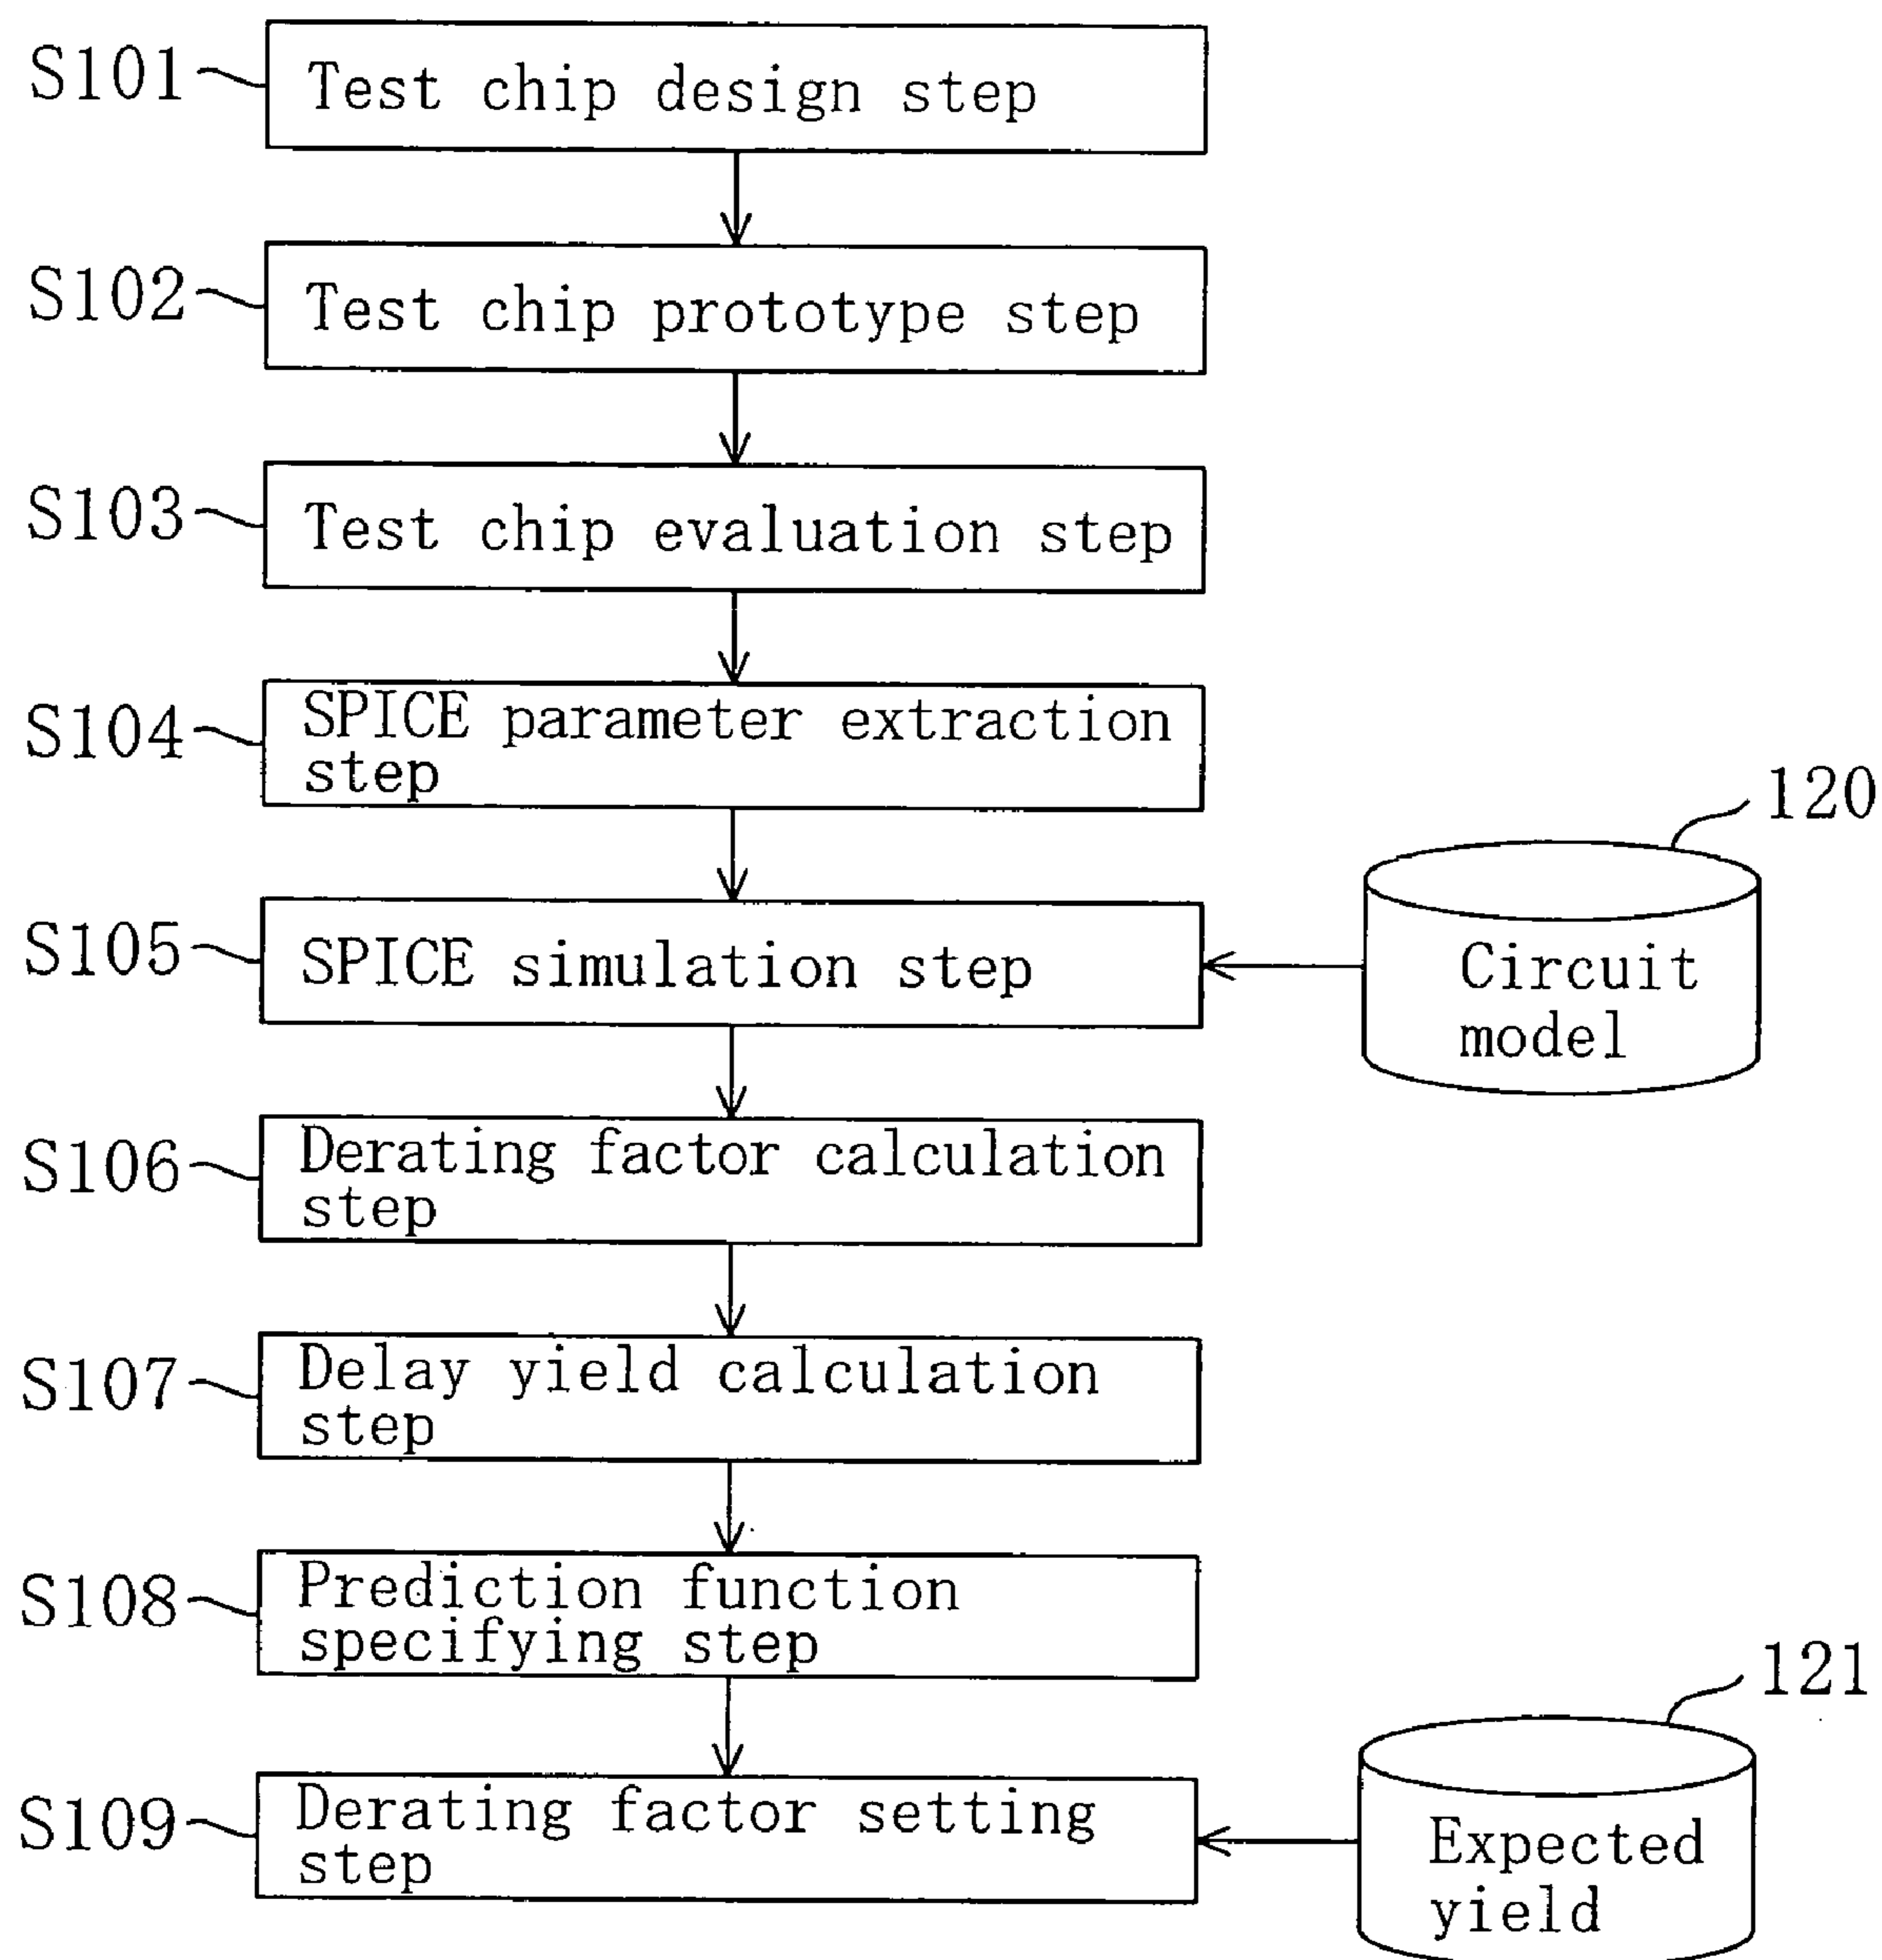 S101
Test chip design step
S102
Test chip prototype step
S103
Test chip evaluation step
S104
SPICE parameter extraction
step
120
S105
SPICE simulation step
Circuit
model
S106
Derating factor calculation
step
S107
Delay yield calculation
step
S108
Prediction function
specifying step
121
S109
Derating factor setting
step
Expected
yield